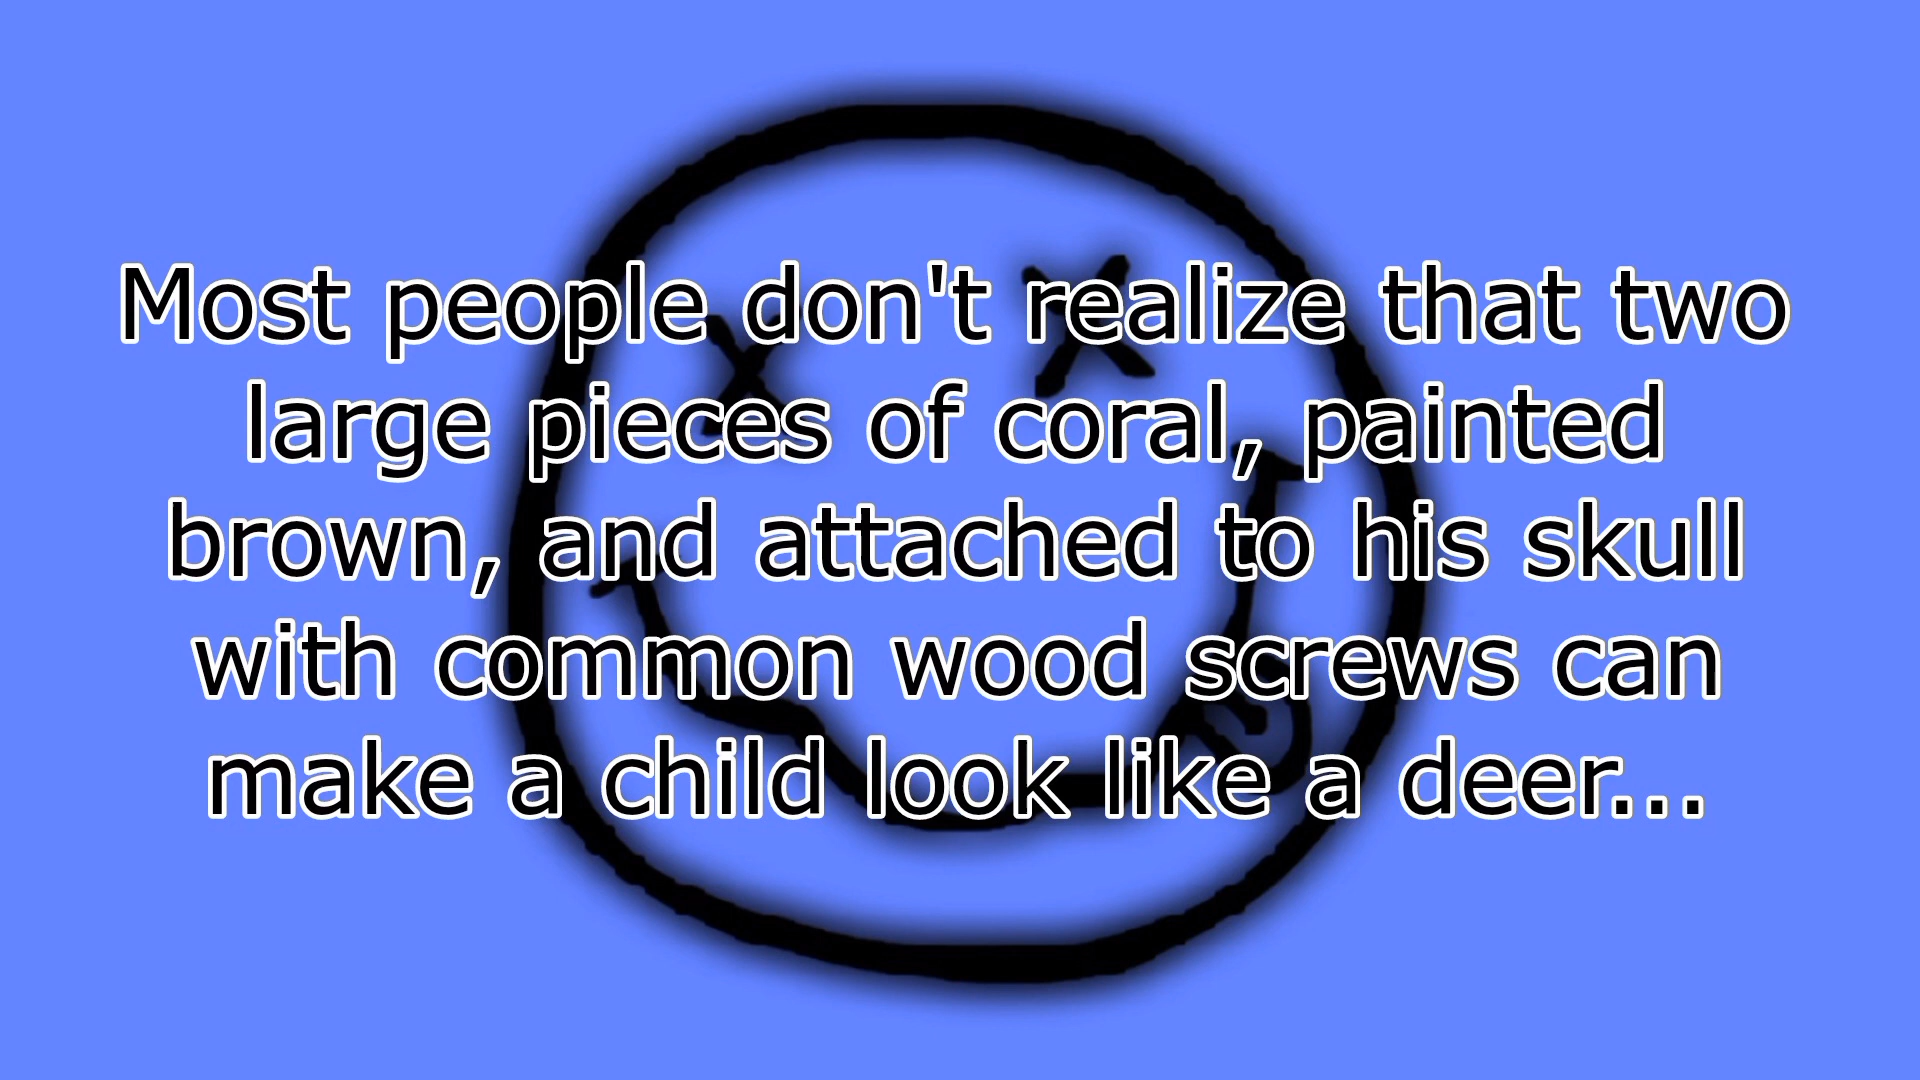 Most people don't realize that two
large pieces of coral, painted
brown, and attached to his skull
with common wood screws can
make a child look like a deer...